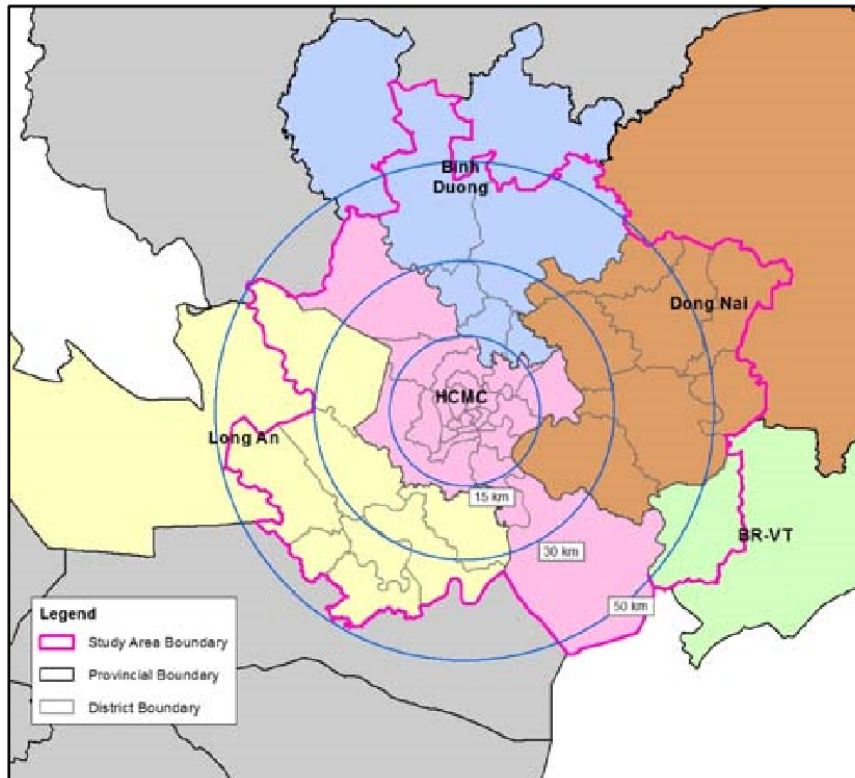 Binh
Duong
Dong Nai
HCMC
Long An
15 km
BR-VT
30 km
50 km
Legend
Study Area Boundary
Provincial Boundary
District Boundary